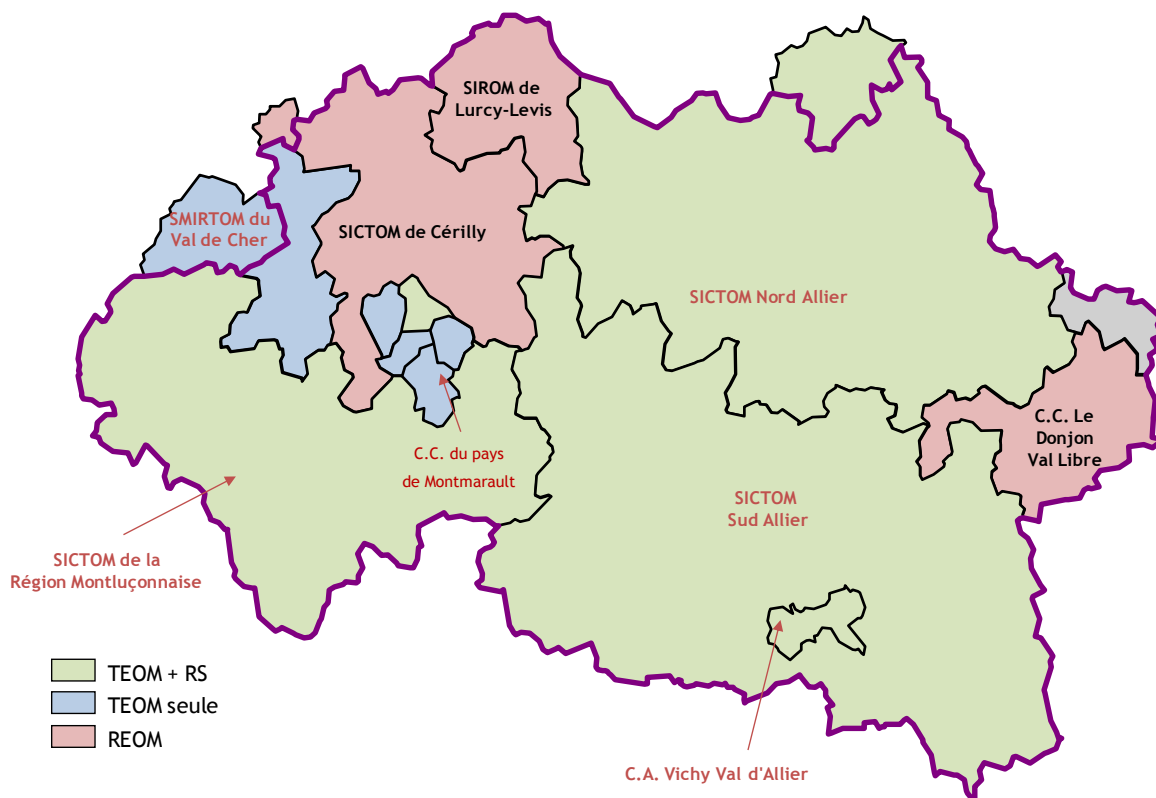 SIROM de
Lurcy-Levis
SMIRTOM du
Val de Cher
SICTOM de Cérilly
SICTOM Nord Allier
C.C. Le
Donjon
Val Libre
C.C. du pays
de Montmarault
SICTOM
Sud Allier
SICTOM de la
Région Montluçonnaise
TEOM + RS
TEOM seule
REOM
C.A. Vichy Val d'Allier